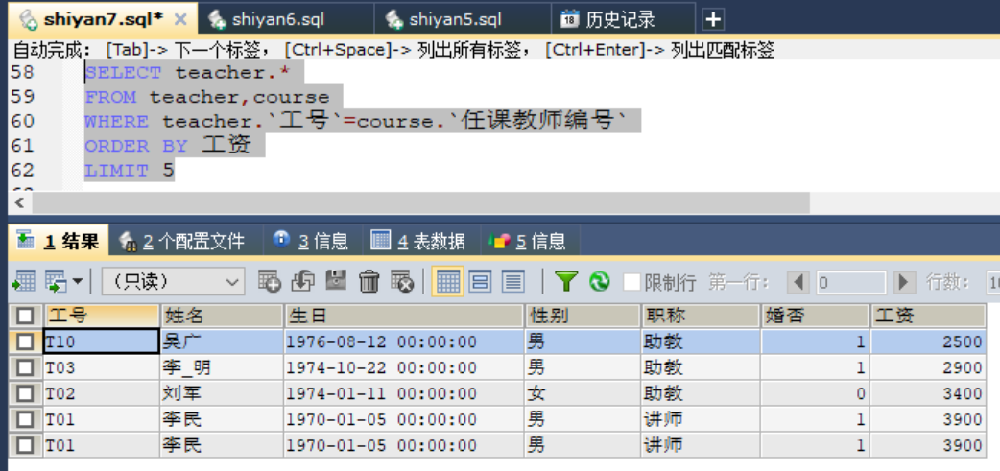 shiyan7.sql* shiyan6.sql shiyan5.sql 历史记录
自动完成: [Tab]-> 下一个标签, [Ctrl+Space]-> 列出所有标签, [Ctrl+Enter]-> 列出匹配标签
58 SELECT teacher.*
59 FROM teacher,course
60 WHERE teacher.`工号`=course.`任课教师编号`
61 ORDER BY 工资
62 LIMIT 5
1 结果 2 个配置文件 3 信息 4 表数据 5 信息
(只读) 限制行 第一行: 0 行数:
工号 姓名 生日 性别 职称 婚否 工资
T10 吴广 1976-08-12 00:00:00 男 助教 1 2500
T03 李_明 1974-10-22 00:00:00 男 助教 1 2900
T02 刘军 1974-01-11 00:00:00 女 助教 0 3400
T01 李民 1970-01-05 00:00:00 男 讲师 1 3900
T01 李民 1970-01-05 00:00:00 男 讲师 1 3900